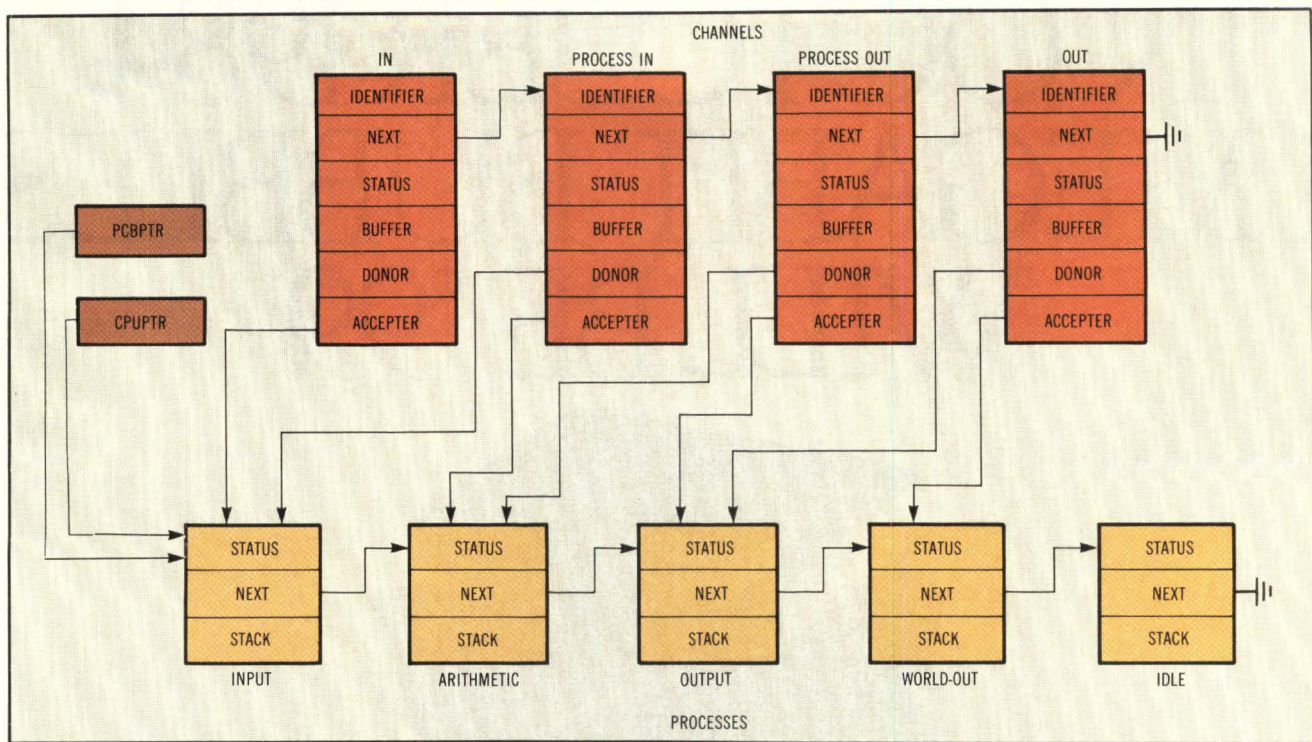 CHANNELS
IN
PROCESS IN
PROCESS OUT
OUT
IDENTIFIER
NEXT
STATUS
BUFFER
DONOR
ACCEPTER
IDENTIFIER
NEXT
STATUS
BUFFER
DONOR
ACCEPTER
IDENTIFIER
NEXT
STATUS
BUFFER
DONOR
ACCEPTER
IDENTIFIER
NEXT
STATUS
BUFFER
DONOR
ACCEPTER
PCBPTR
CPUPTR
STATUS
NEXT
STACK
INPUT
STATUS
NEXT
STACK
ARITHMETIC
STATUS
NEXT
STACK
OUTPUT
STATUS
NEXT
STACK
WORLD-OUT
STATUS
NEXT
STACK
IDLE
PROCESSES